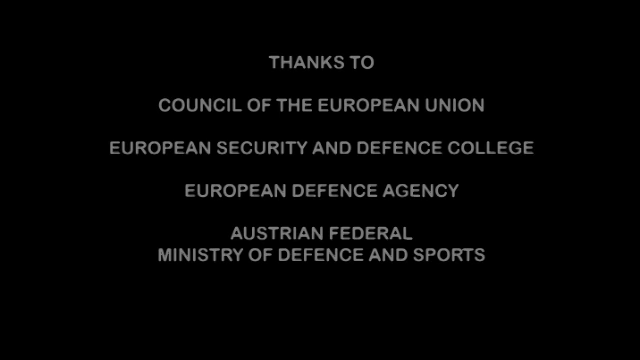 THANKS TO
COUNCIL OF THE EUROPEAN UNION
EUROPEAN SECURITY AND DEFENCE COLLEGE
EUROPEAN DEFENCE AGENCY
AUSTRIAN FEDERAL
MINISTRY OF DEFENCE AND SPORTS